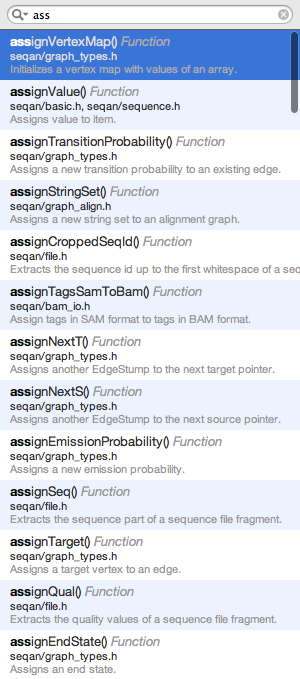 ass
assignVertexMap() Function
seqan/graph_types.h
Initializes a vertex map with values of an array.
assignValue() Function
seqan/basic.h, seqan/sequence.h
Assigns value to item.
assignTransitionProbability() Function
seqan/graph_types.h
Assigns a new transition probability to an existing edge.
assignStringSet() Function
seqan/graph_align.h
Assigns a new string set to an alignment graph.
assignCroppedSeqId() Function
seqan/file.h
Extracts the sequence id up to the first whitespace of a seq
assignTagsSamToBam() Function
seqan/bam_io.h
Assign tags in SAM format to tags in BAM format.
assignNextT() Function
seqan/graph_types.h
Assigns another EdgeStump to the next target pointer.
assignNextS() Function
seqan/graph_types.h
Assigns another EdgeStump to the next source pointer.
assignEmissionProbability() Function
seqan/graph_types.h
Assigns a new emission probability.
assignSeq() Function
seqan/file.h
Extracts the sequence part of a sequence file fragment.
assignTarget() Function
seqan/graph_types.h
Assigns a target vertex to an edge.
assignQual() Function
seqan/file.h
Extracts the quality values of a sequence file fragment.
assignEndState() Function
seqan/graph_types.h
Assigns an end state.